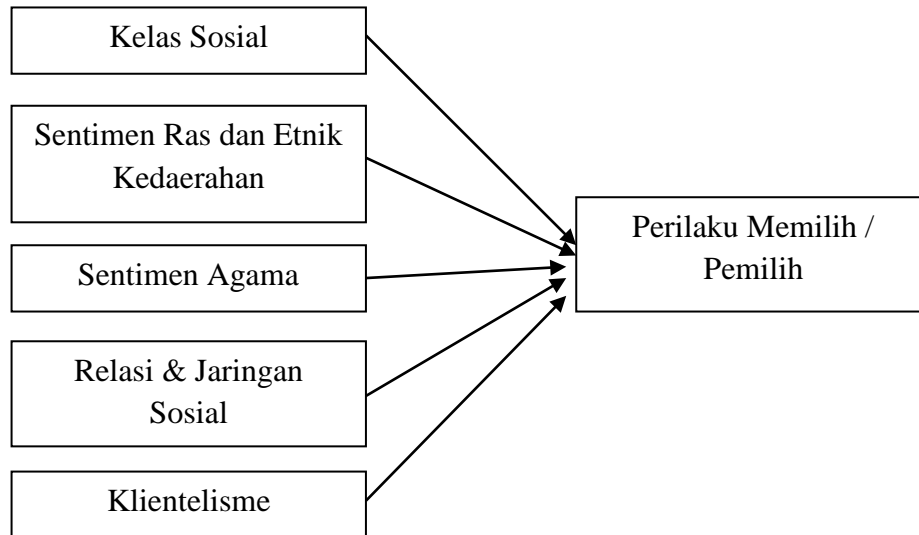 Kelas Sosial
Sentimen Ras dan Etnik
Kedaerahan
Sentimen Agama
Relasi & Jaringan
Sosial
Klientelisme
Perilaku Memilih /
Pemilih